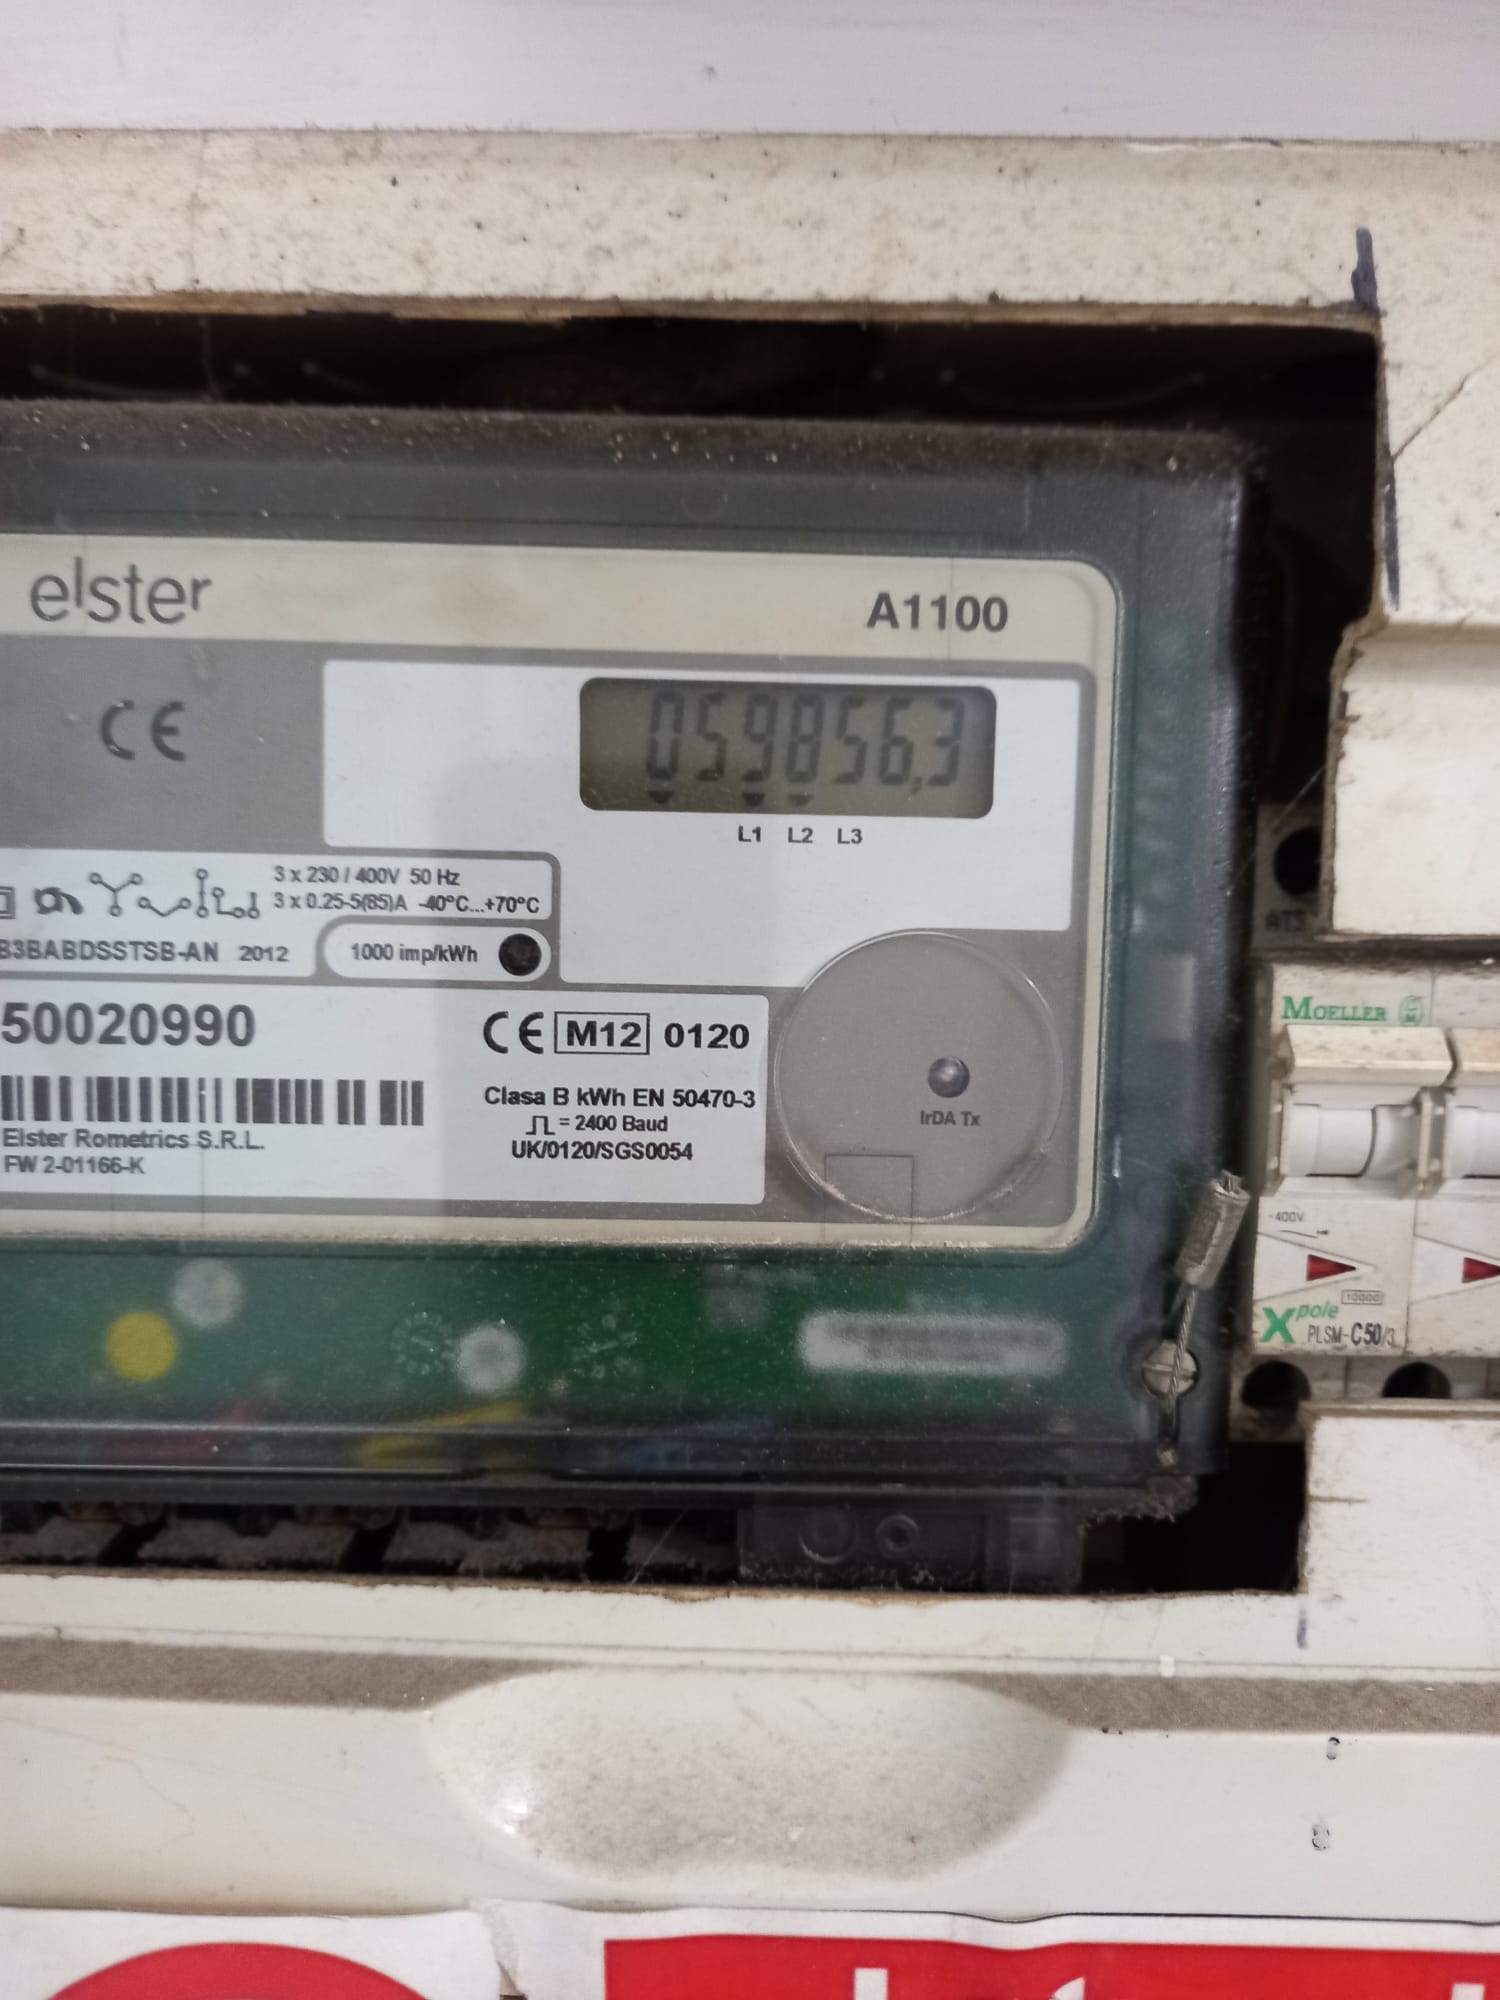 elster
A1100
CE
059856,3
L1 L2 L3
3 x 230 / 400V 50 Hz
3 x 0.25-5(85)A -40°C...+70°C
B3BABDSSTSB-AN 2012
1000 imp/kWh
50020990
CE M12 0120
Clasa B kWh EN 50470-3
= 2400 Baud
UK/0120/SGS0054
Elster Rometrics S.R.L.
FW 2-01166-K
IrDA Tx
MOELLER
~400V
10000
Xpole
PLSM-C50/3